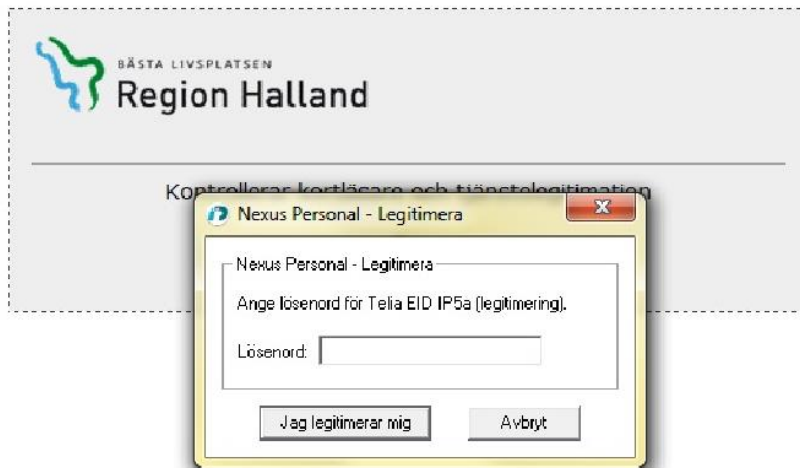 BÄSTA LIVSPLATSEN
Region Halland
Kontrollerar kortläsare och tjänstelegitimation
Nexus Personal - Legitimera
Nexus Personal - Legitimera
Ange lösenord för Telia EID IP5a (legitimering).
Lösenord:
Jag legitimerar mig
Avbryt